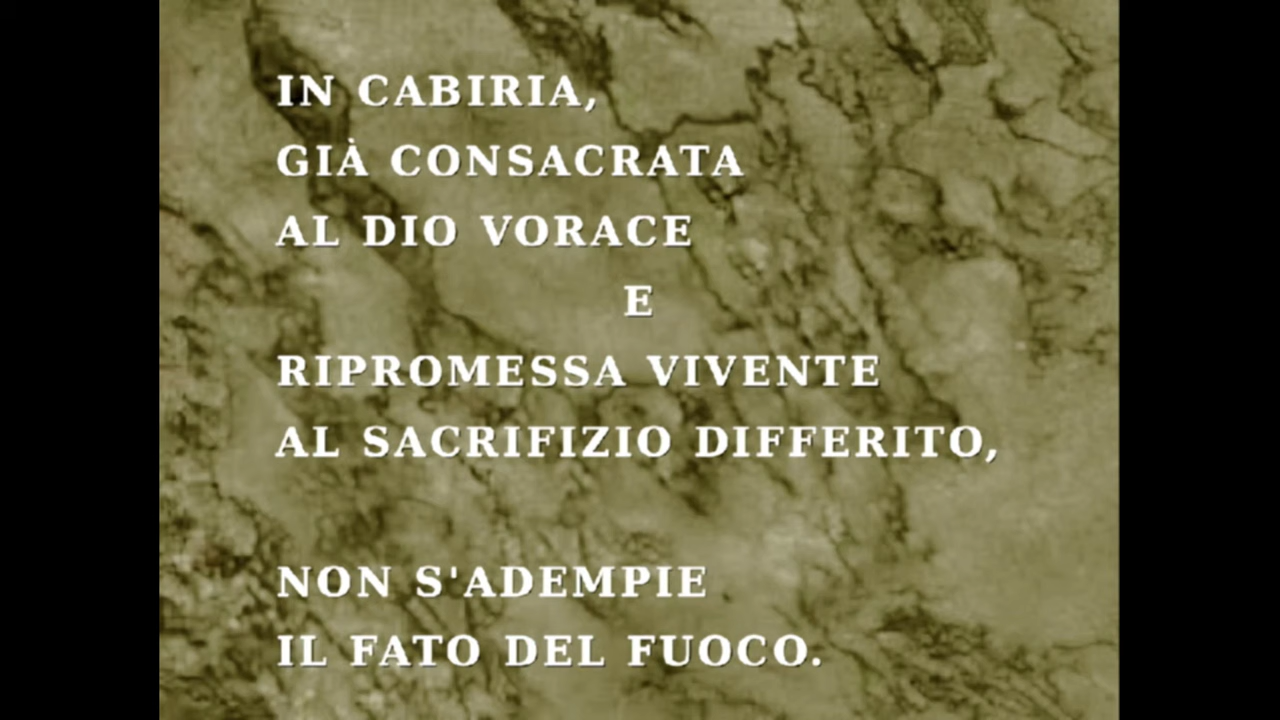 IN CABIRIA,
GIÀ CONSACRATA
AL DIO VORACE
E
RIPROMESSA VIVENTE
AL SACRIFIZIO DIFFERITO,
NON S'ADEMPIE
IL FATO DEL FUOCO.